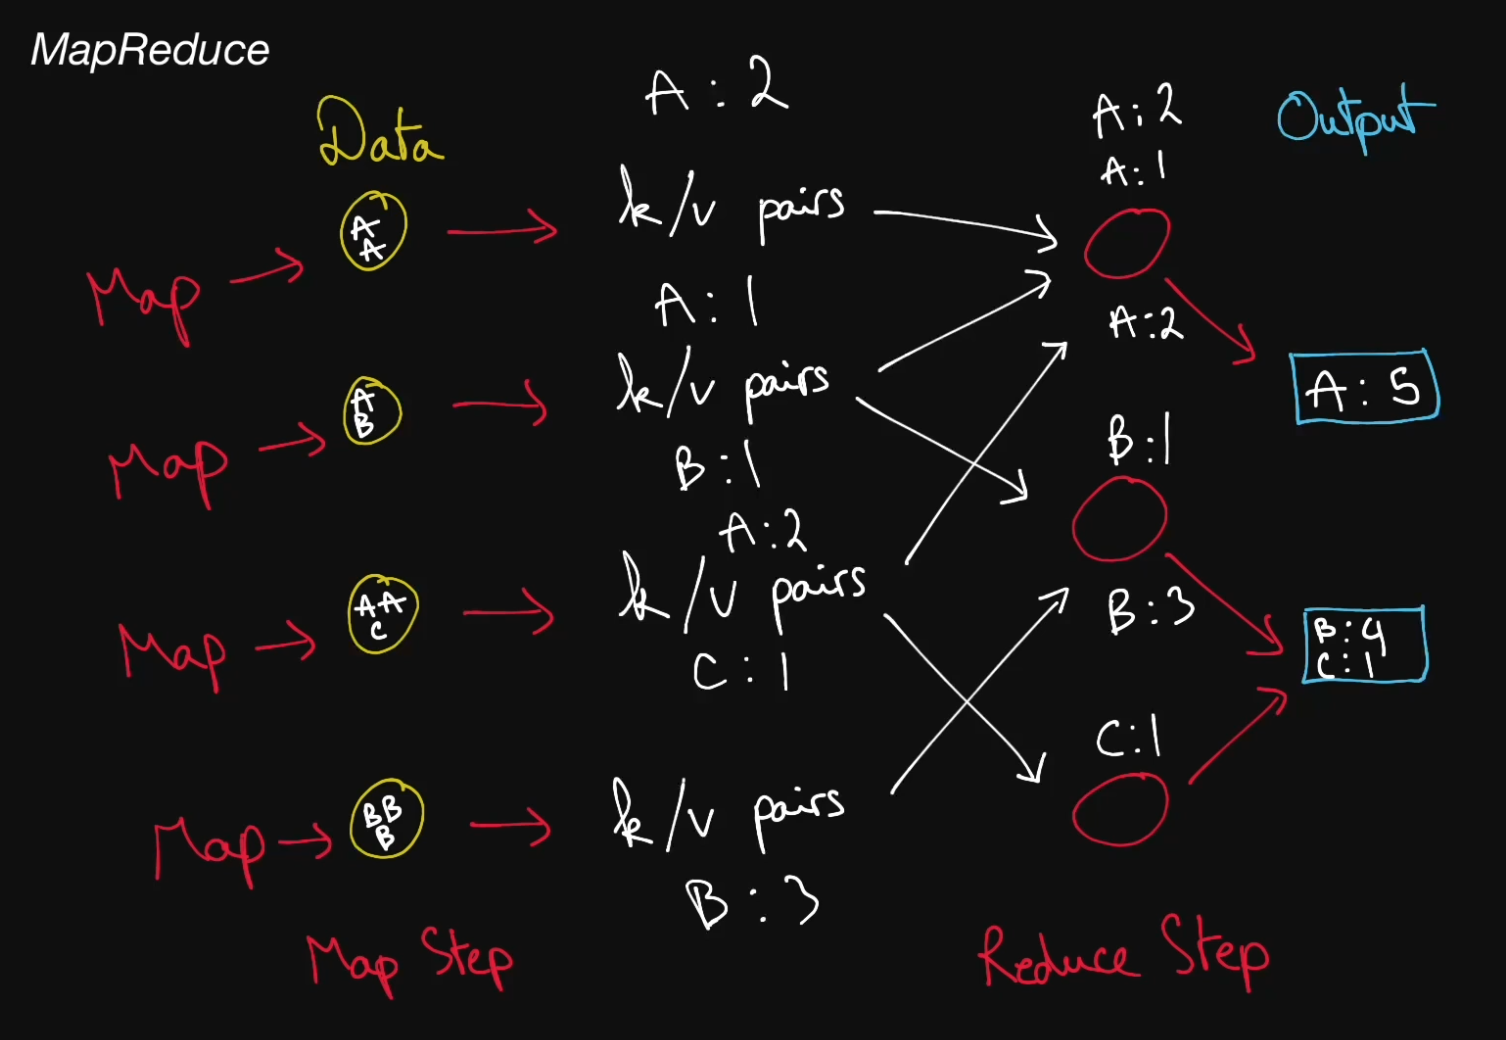 MapReduce
Data
Output
A : 2
A : 2
A : 1
A
A
k/v pairs
Map
A : 1
A : 2
A : 5
A
B
k/v pairs
Map
B : 1
B : 1
A : 2
A A
C
k/v pairs
Map
C : 1
B : 3
B : 4
C : 1
C : 1
B B
B
k/v pairs
Map
B : 3
Map Step
Reduce Step